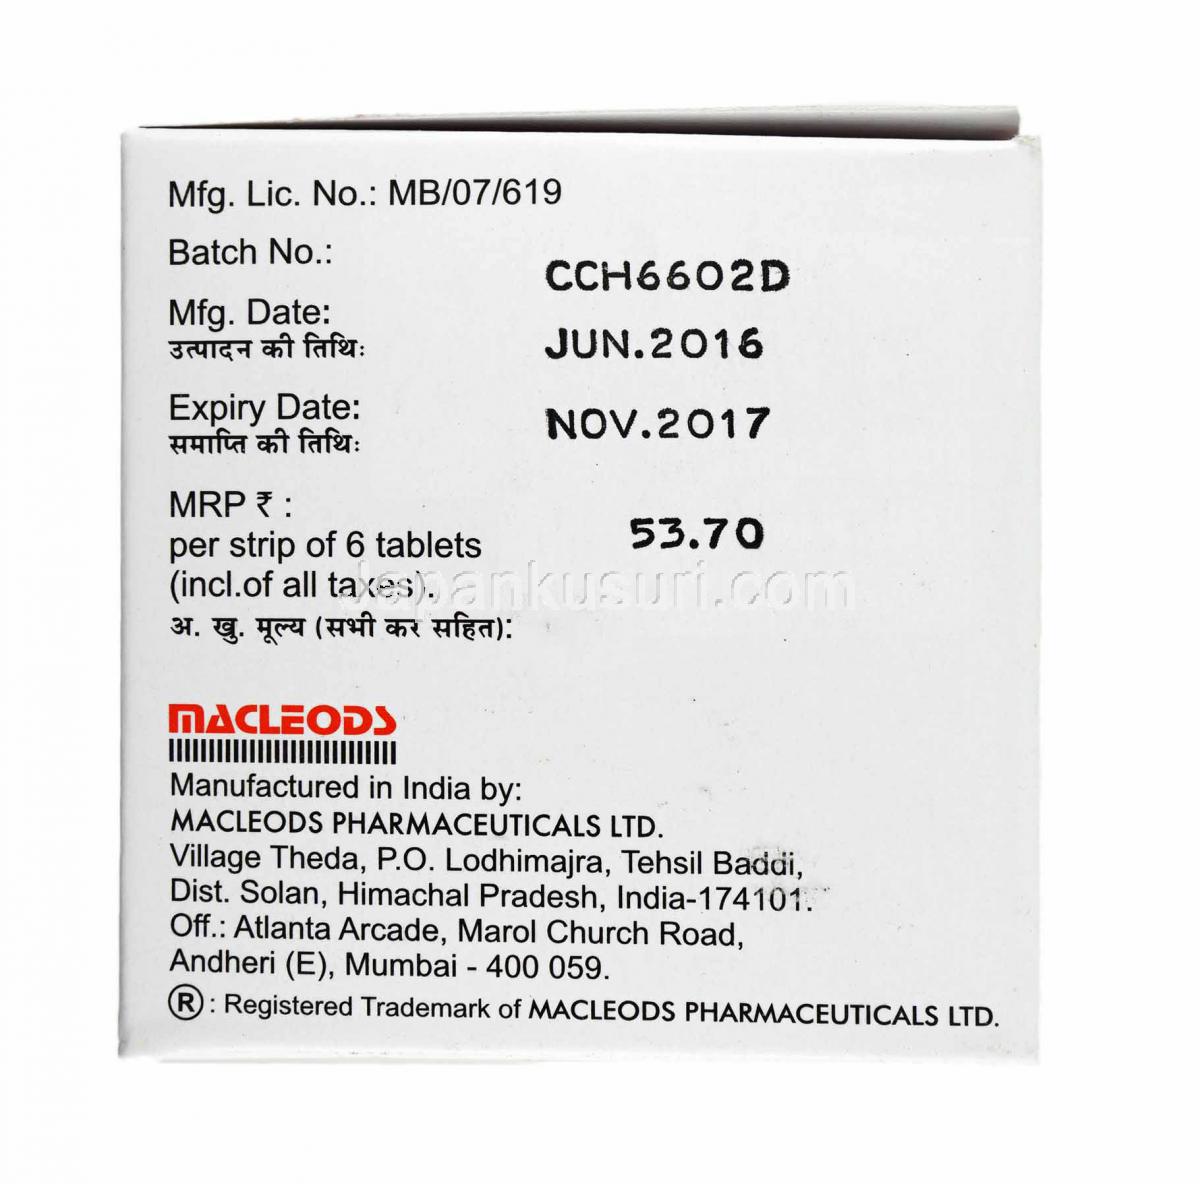 Mfg. Lic. No.: MB/07/619
Batch No.: CCH6602D
Mfg. Date: JUN.2016
उत्पादन की तिथिः
Expiry Date: NOV.2017
समाप्ति की तिथिः
MRP ₹ :
per strip of 6 tablets 53.70
(incl.of all taxes).
Japankusuri.com
अ. खु. मूल्य (सभी कर सहित):
MACLEODS
Manufactured in India by:
MACLEODS PHARMACEUTICALS LTD.
Village Theda, P.O. Lodhimajra, Tehsil Baddi,
Dist. Solan, Himachal Pradesh, India-174101.
Off.: Atlanta Arcade, Marol Church Road,
Andheri (E), Mumbai - 400 059.
® : Registered Trademark of MACLEODS PHARMACEUTICALS LTD.